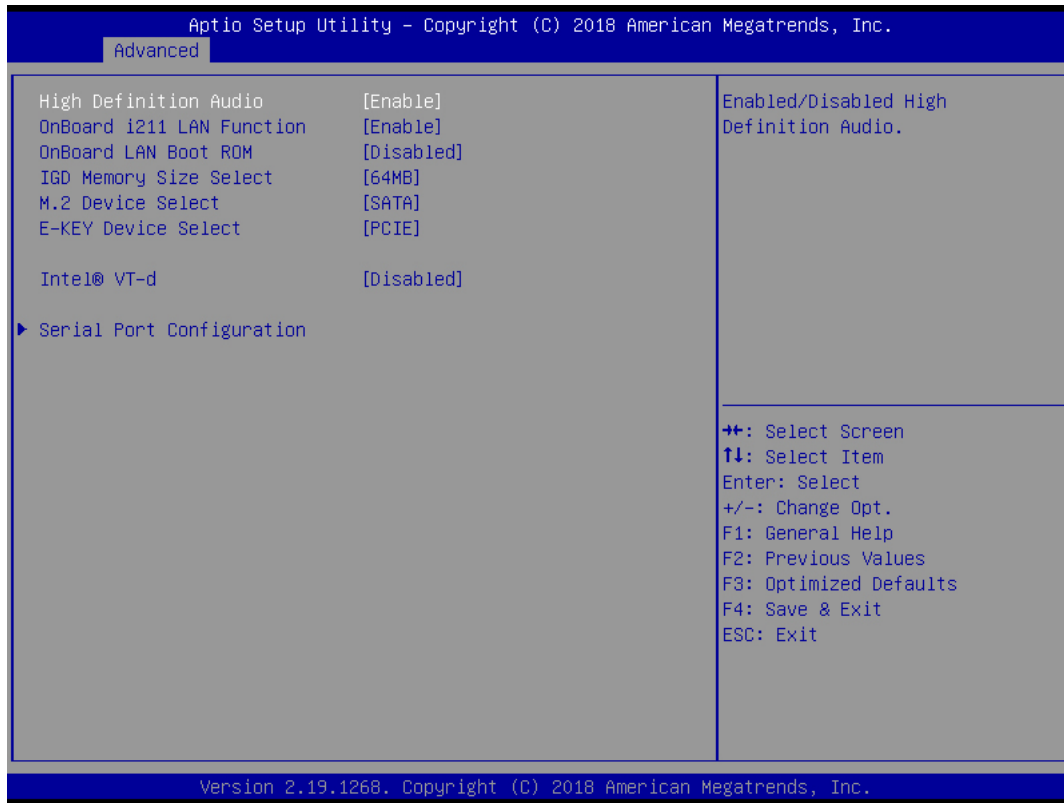 Aptio Setup Utility – Copyright (C) 2018 American Megatrends, Inc.
Advanced
High Definition Audio [Enable]
OnBoard i211 LAN Function [Enable]
OnBoard LAN Boot ROM [Disabled]
IGD Memory Size Select [64MB]
M.2 Device Select [SATA]
E-KEY Device Select [PCIE]
Intel® VT-d [Disabled]
Serial Port Configuration
Enabled/Disabled High
Definition Audio.
→←: Select Screen
↑↓: Select Item
Enter: Select
+/-: Change Opt.
F1: General Help
F2: Previous Values
F3: Optimized Defaults
F4: Save & Exit
ESC: Exit
Version 2.19.1268. Copyright (C) 2018 American Megatrends, Inc.